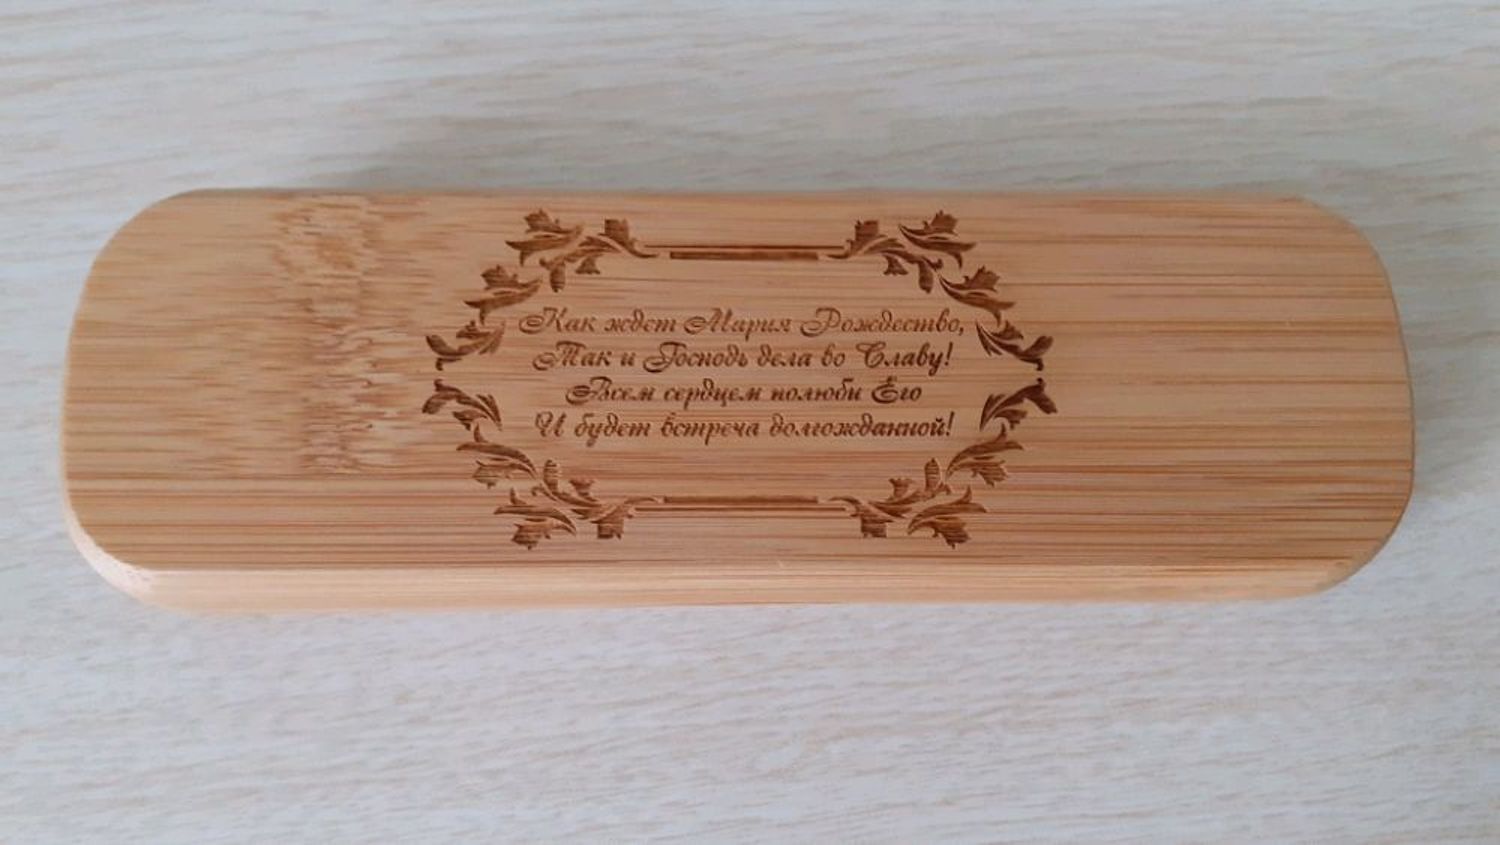 Как ждет Мария Рождество,
Так и Господь дела во Славу!
Всем сердцем полюби Его
И будет встреча долгожданной!